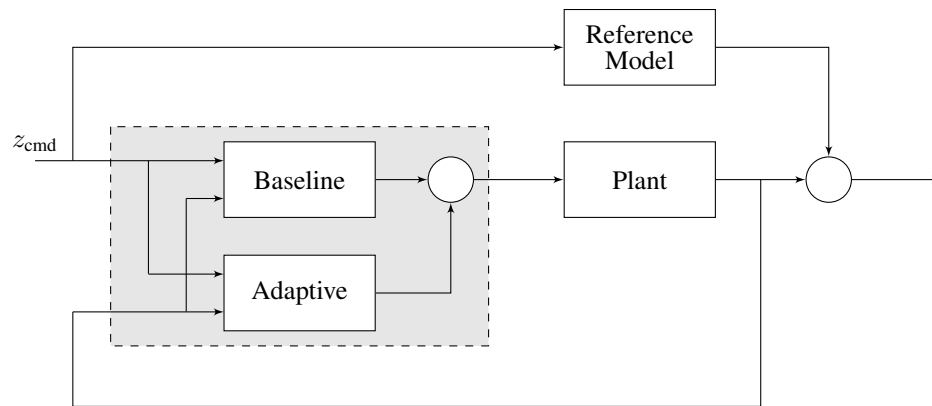 Reference
Model
z_cmd
Baseline
Plant
Adaptive